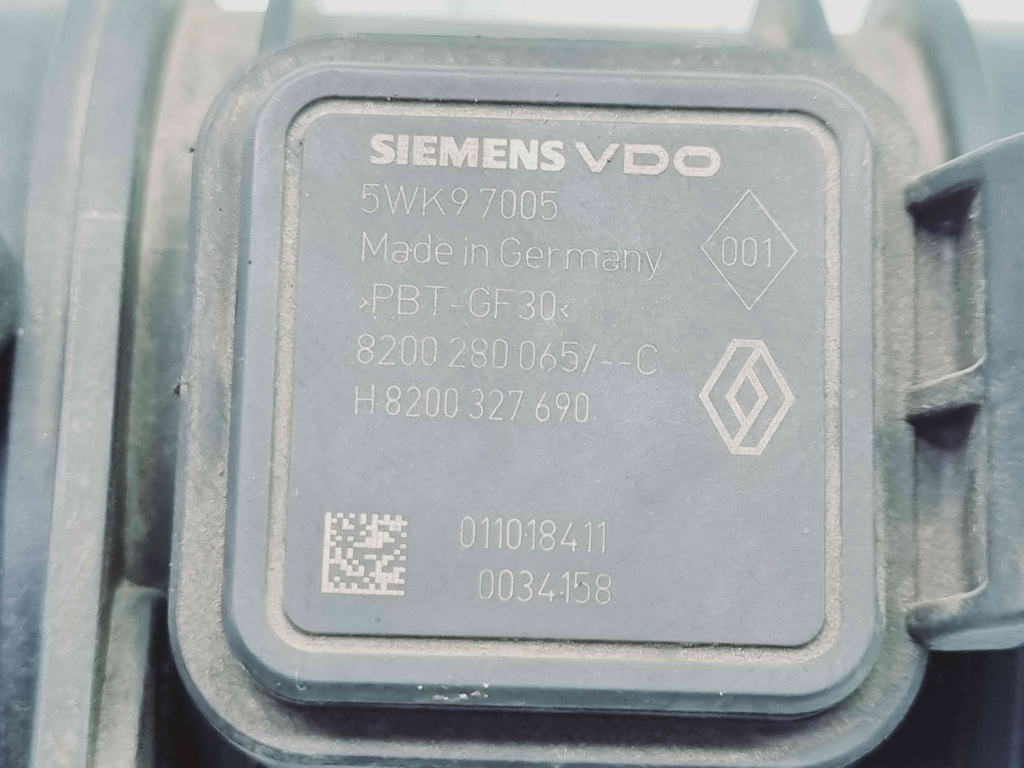 SIEMENS VDO
5WK9 7005
Made in Germany
001
>PBT-GF30<
8200 280 065/--C
H 8200 327 690
011018411
0034158